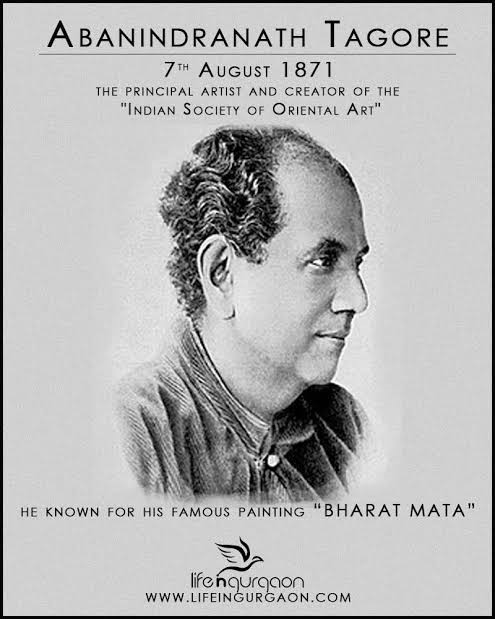 ABANINDRANATH TAGORE
7TH AUGUST 1871
THE PRINCIPAL ARTIST AND CREATOR OF THE
"INDIAN SOCIETY OF ORIENTAL ART"
HE KNOWN FOR HIS FAMOUS PAINTING "BHARAT MATA"
lifengurgaon
WWW.LIFEINGURGAON.COM